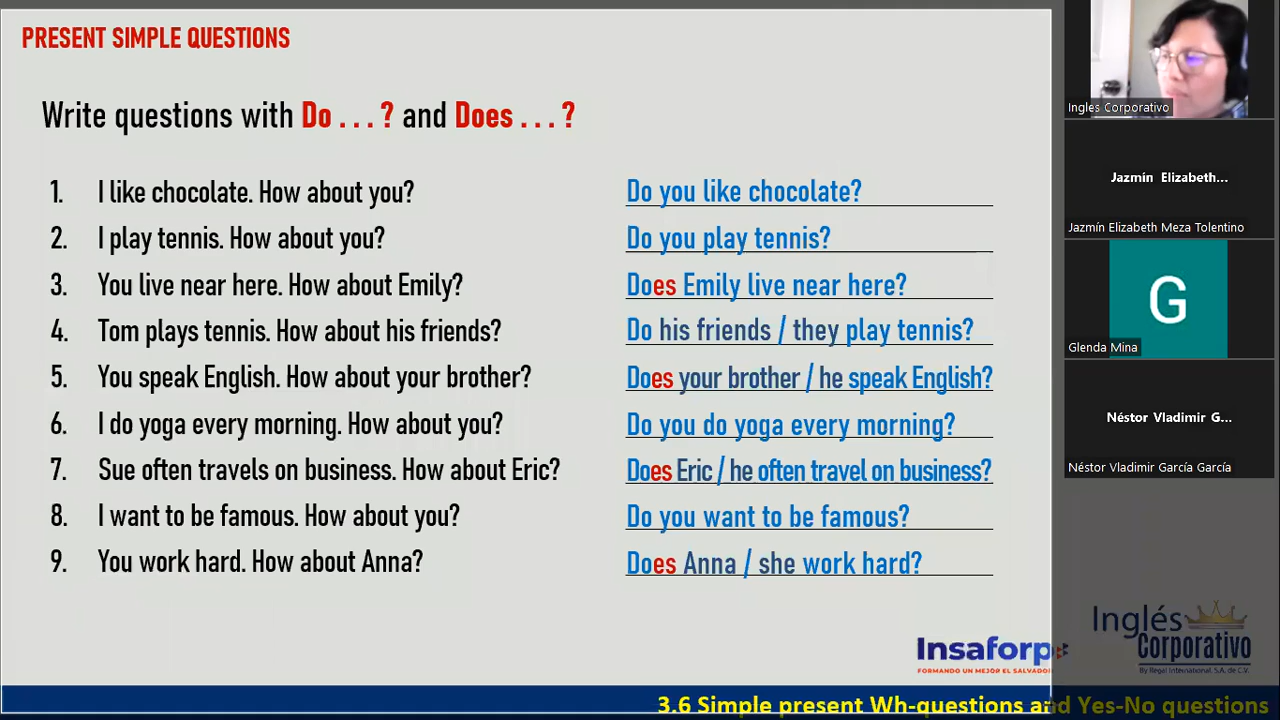 PRESENT SIMPLE QUESTIONS
Write questions with Do . . . ? and Does . . . ?
1. I like chocolate. How about you? Do you like chocolate?
2. I play tennis. How about you? Do you play tennis?
3. You live near here. How about Emily? Does Emily live near here?
4. Tom plays tennis. How about his friends? Do his friends / they play tennis?
5. You speak English. How about your brother? Does your brother / he speak English?
6. I do yoga every morning. How about you? Do you do yoga every morning?
7. Sue often travels on business. How about Eric? Does Eric / he often travel on business?
8. I want to be famous. How about you? Do you want to be famous?
9. You work hard. How about Anna? Does Anna / she work hard?
Insaforp
FORMANDO UN MEJOR EL SALVADOR
3.6 Simple present Wh-questions and Yes-No questions
Ingles Corporativo
Jazmín Elizabeth...
Jazmín Elizabeth Meza Tolentino
G
Glenda Mina
Néstor Vladimir G...
Néstor Vladimir García García
Inglés
Corporativo
By Regal International, S.A. de C.V.